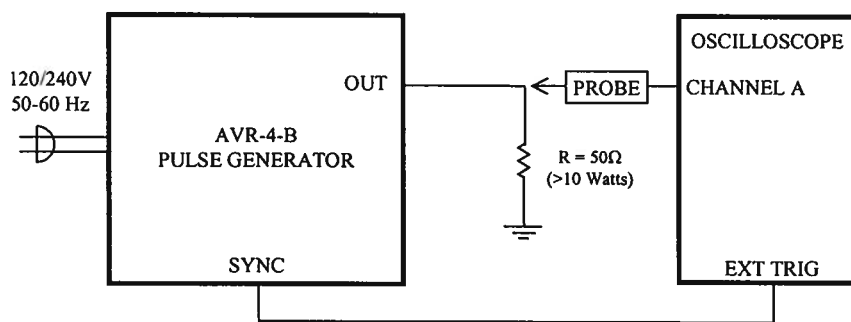 120/240V
50-60 Hz
AVR-4-B
PULSE GENERATOR
OUT
SYNC
R = 50Ω
(>10 Watts)
PROBE
OSCILLOSCOPE
CHANNEL A
EXT TRIG